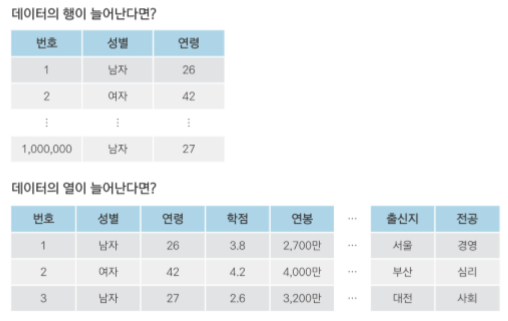 데이터의 행이 늘어난다면?
번호 성별 연령
1 남자 26
2 여자 42
⋮ ⋮ ⋮
1,000,000 남자 27
데이터의 열이 늘어난다면?
번호 성별 연령 학점 연봉 ⋯ 출신지 전공
1 남자 26 3.8 2,700만 ⋯ 서울 경영
2 여자 42 4.2 4,000만 ⋯ 부산 심리
3 남자 27 2.6 3,200만 ⋯ 대전 사회